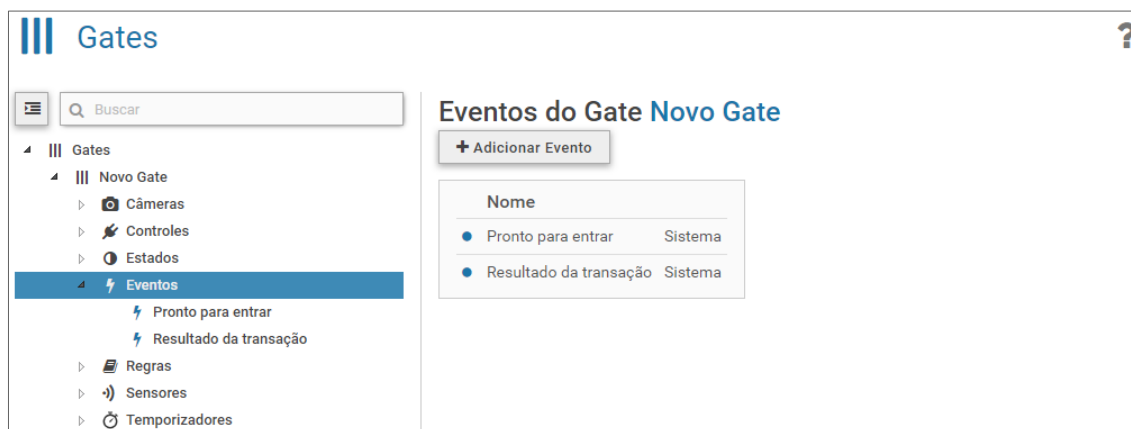 Gates
?
Buscar
Gates
Novo Gate
Câmeras
Controles
Estados
Eventos
Pronto para entrar
Resultado da transação
Regras
Sensores
Temporizadores
Eventos do Gate Novo Gate
+ Adicionar Evento
Nome
Pronto para entrar Sistema
Resultado da transação Sistema